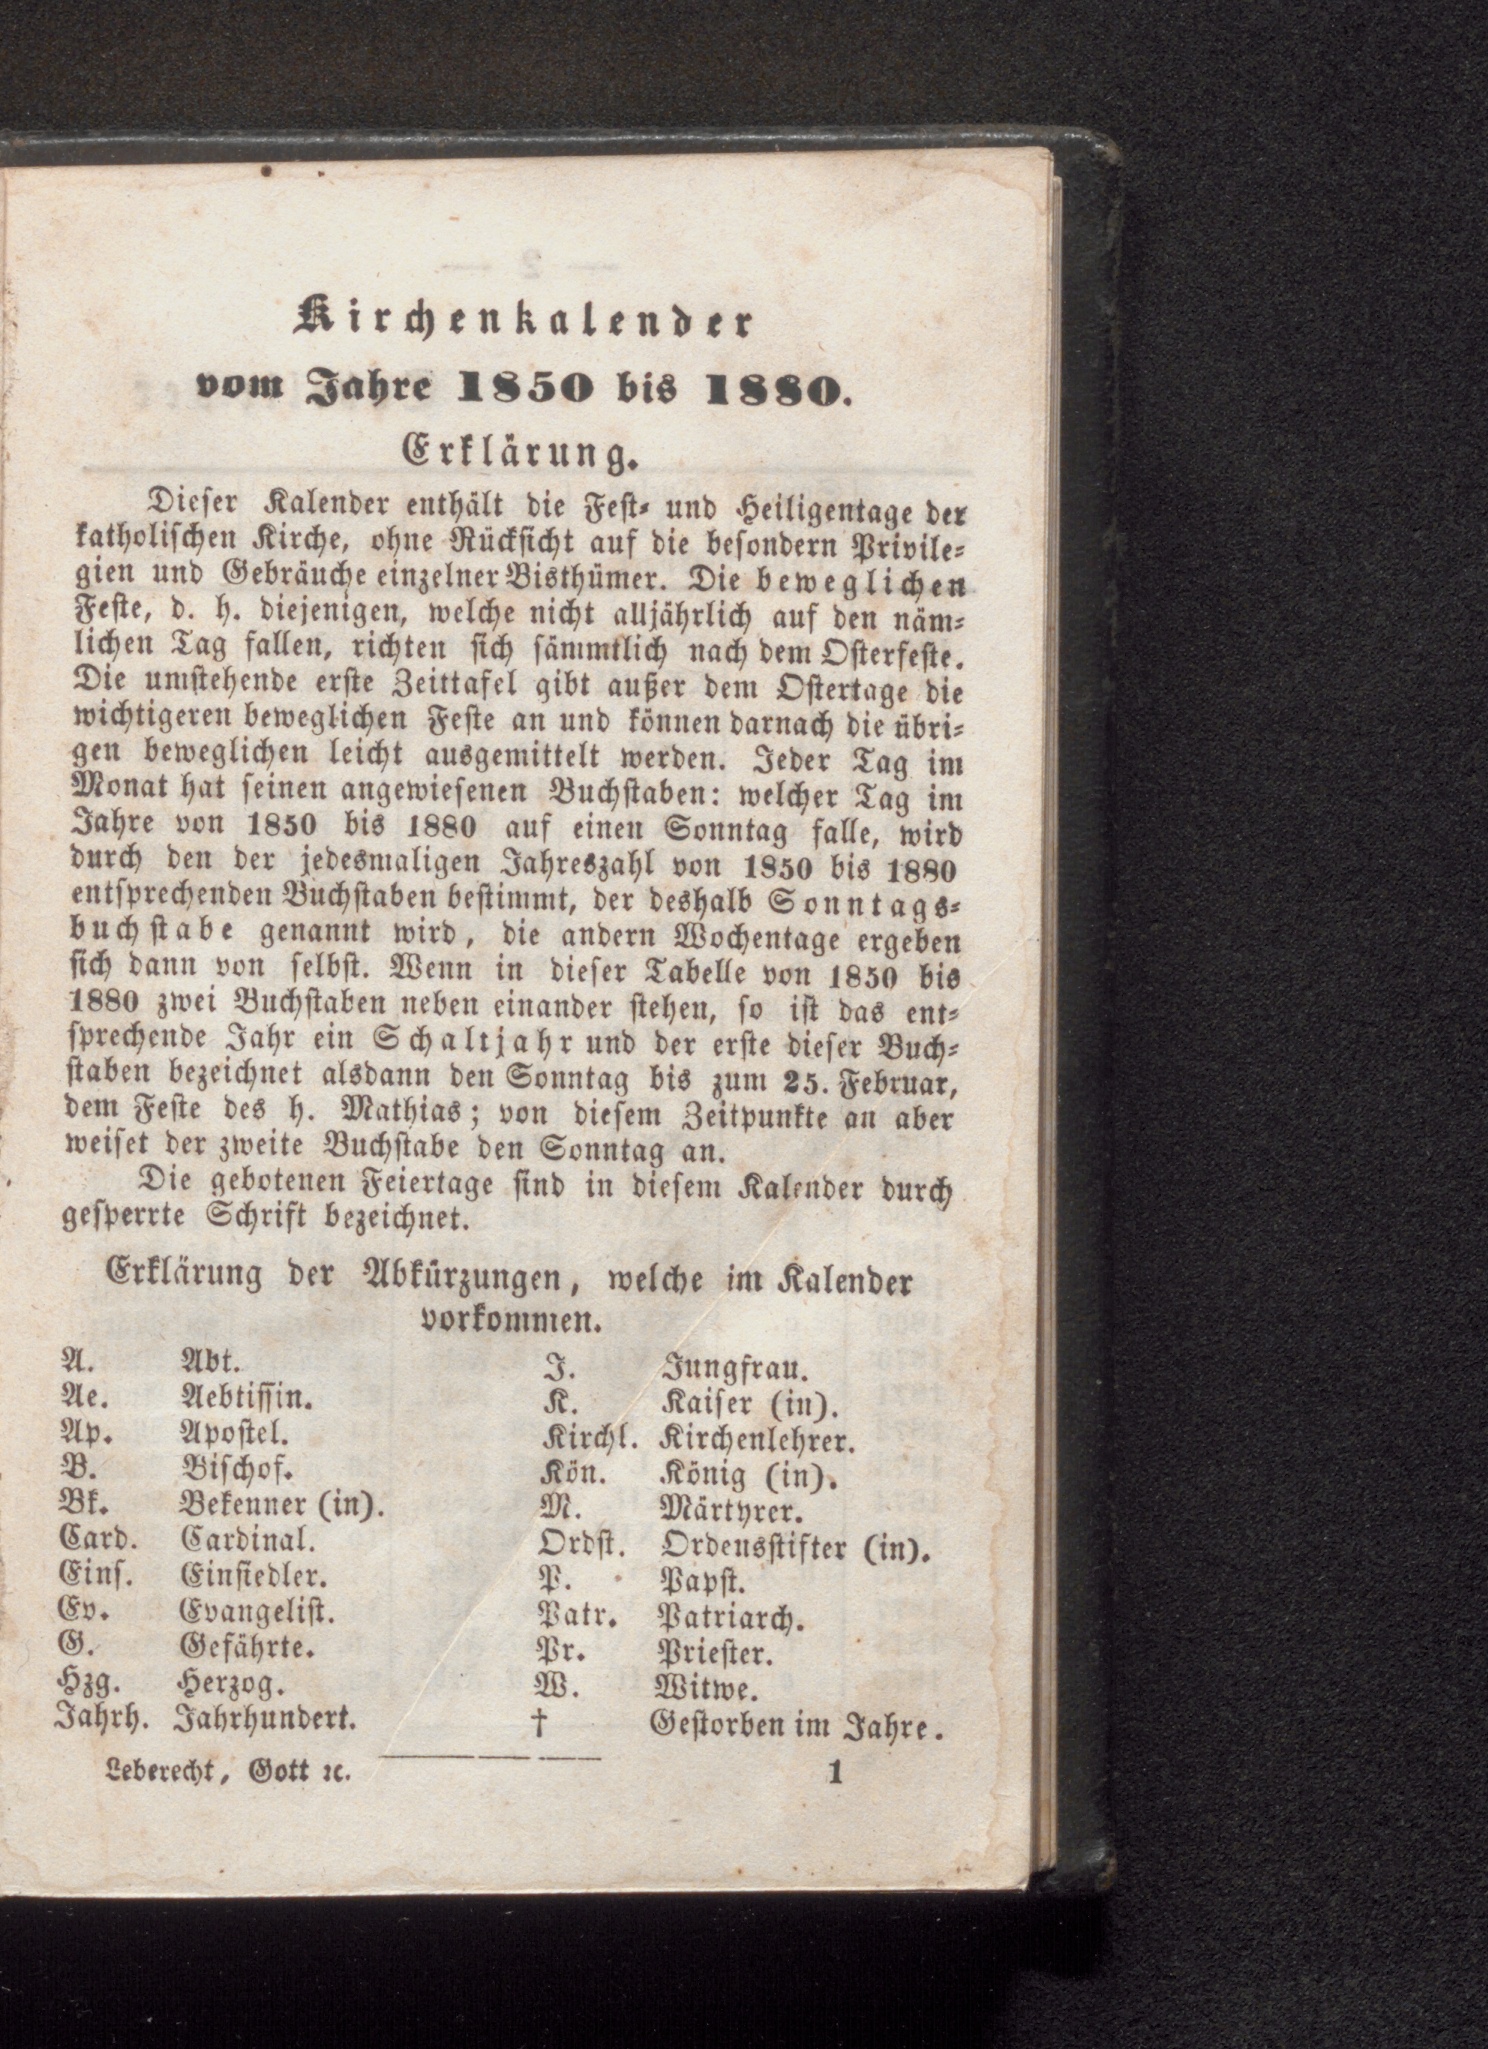 Kirchenkalender
vom Jahre 1850 bis 1880.
Erklärung.
Dieser Kalender enthält die Fest- und Heiligentage der
katholischen Kirche, ohne Rücksicht auf die besondern Privile-
gien und Gebräuche einzelner Bisthümer. Die beweglichen
Feste, d. h. diejenigen, welche nicht alljährlich auf den näm-
lichen Tag fallen, richten sich sämmtlich nach dem Osterfeste.
Die umstehende erste Zeittafel gibt außer dem Ostertage die
wichtigeren beweglichen Feste an und können darnach die übri-
gen beweglichen leicht ausgemittelt werden. Jeder Tag im
Monat hat seinen angewiesenen Buchstaben: welcher Tag im
Jahre von 1850 bis 1880 auf einen Sonntag falle, wird
durch den der jedesmaligen Jahreszahl von 1850 bis 1880
entsprechenden Buchstaben bestimmt, der deshalb Sonntags-
buchstabe genannt wird, die andern Wochentage ergeben
sich dann von selbst. Wenn in dieser Tabelle von 1850 bis
1880 zwei Buchstaben neben einander stehen, so ist das ent-
sprechende Jahr ein Schaltjahr und der erste dieser Buch-
staben bezeichnet alsdann den Sonntag bis zum 25. Februar,
dem Feste des h. Mathias; von diesem Zeitpunkte an aber
weiset der zweite Buchstabe den Sonntag an.
Die gebotenen Feiertage sind in diesem Kalender durch
gesperrte Schrift bezeichnet.
Erklärung der Abkürzungen, welche im Kalender
vorkommen.
A. Abt.
Ae. Aebtissin.
Ap. Apostel.
B. Bischof.
Bk. Bekenner (in).
Card. Cardinal.
Eins. Einsiedler.
Ev. Evangelist.
G. Gefährte.
Hzg. Herzog.
Jahrh. Jahrhundert.
J. Jungfrau.
K. Kaiser (in).
Kirchl. Kirchenlehrer.
Kön. König (in).
M. Märtyrer.
Ordst. Ordensstifter (in).
P. Papst.
Patr. Patriarch.
Pr. Priester.
W. Witwe.
† Gestorben im Jahre.
Leberecht, Gott ꝛc. 1